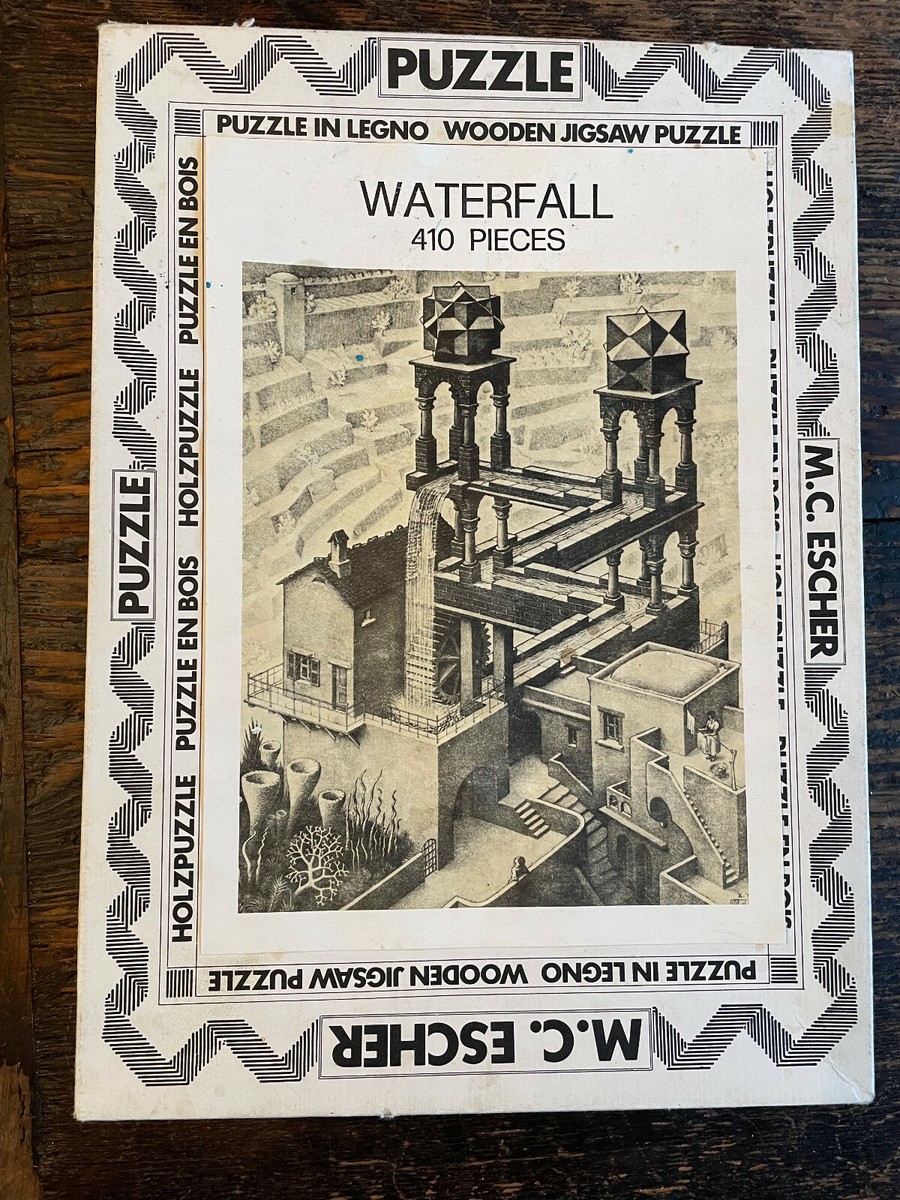 PUZZLE
PUZZLE IN LEGNO WOODEN JIGSAW PUZZLE
WATERFALL
410 PIECES
HOLZPUZZLE PUZZLE EN BOIS HOLZPUZZLE PUZZLE EN BOIS
PUZZLE
M.C. ESCHER
PUZZLE IN LEGNO WOODEN JIGSAW PUZZLE
M.C. ESCHER